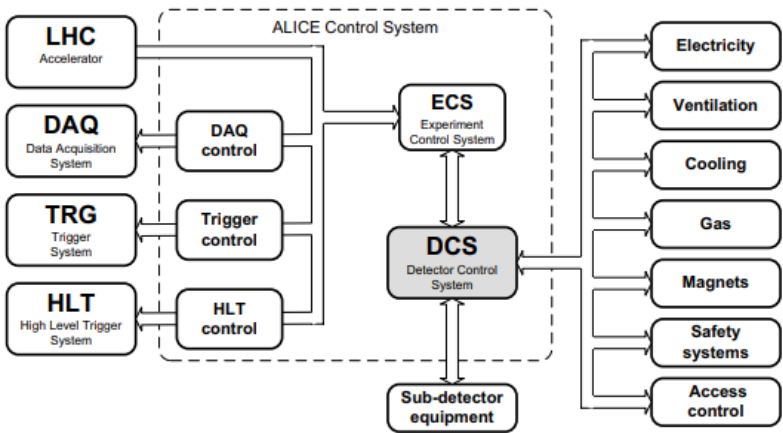 ALICE Control System
LHC
Accelerator
DAQ
Data Acquisition
System
TRG
Trigger
System
HLT
High Level Trigger
System
DAQ
control
Trigger
control
HLT
control
ECS
Experiment
Control System
DCS
Detector Control
System
Sub-detector
equipment
Electricity
Ventilation
Cooling
Gas
Magnets
Safety
systems
Access
control